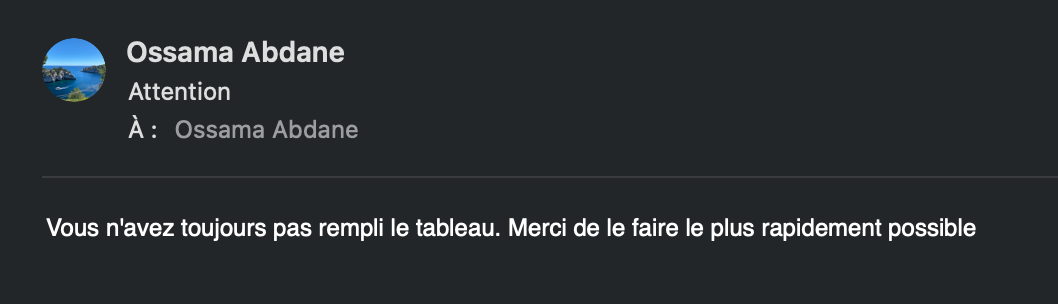 Ossama Abdane
Attention
À : Ossama Abdane
Vous n'avez toujours pas rempli le tableau. Merci de le faire le plus rapidement possible